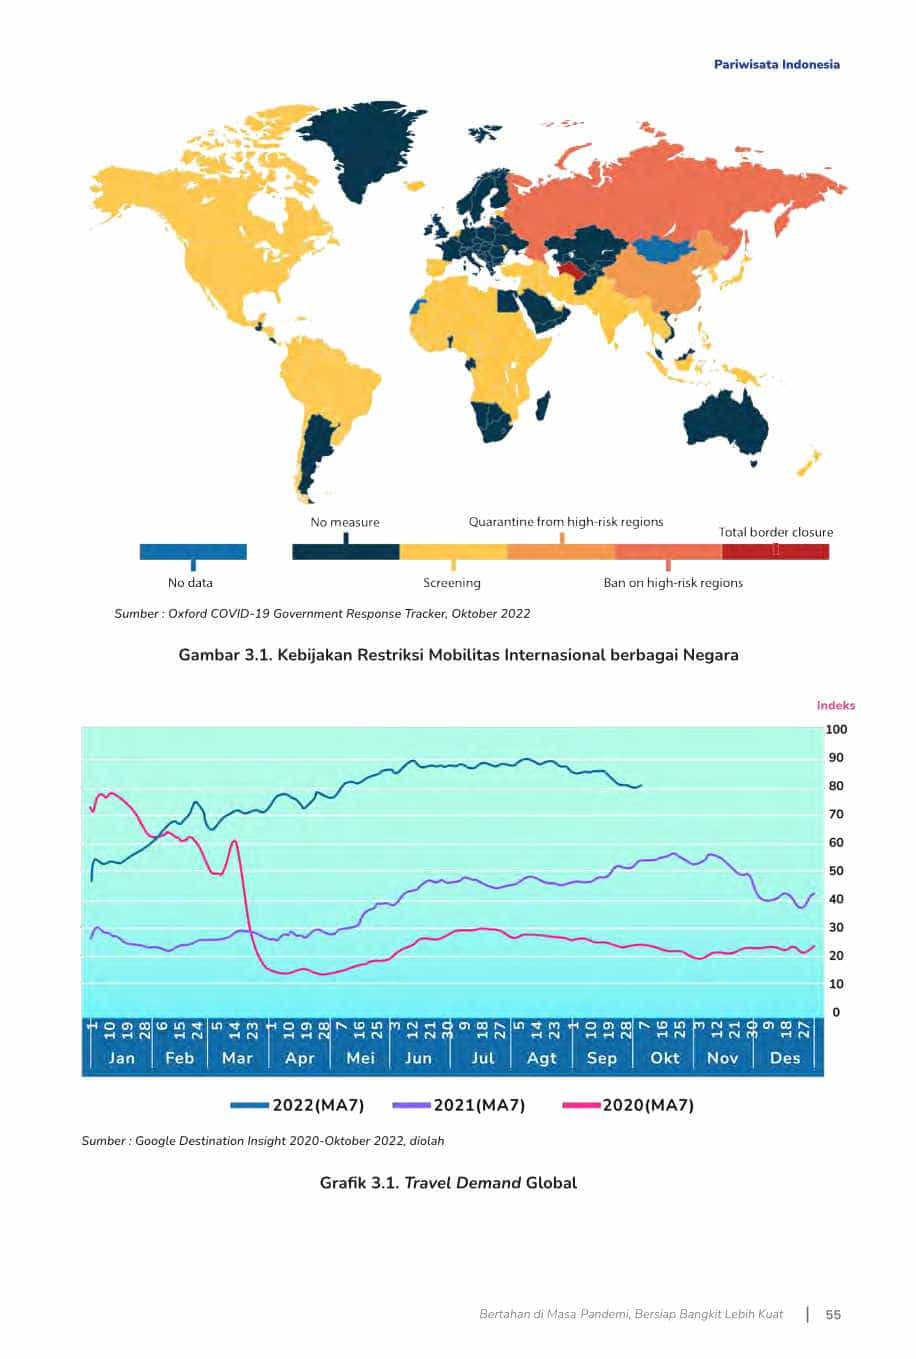 Pariwisata Indonesia
No measure
Quarantine from high-risk regions
Total border closure
No data
Screening
Ban on high-risk regions
Sumber : Oxford COVID-19 Government Response Tracker, Oktober 2022
Gambar 3.1. Kebijakan Restriksi Mobilitas Internasional berbagai Negara
Indeks
100
90
80
70
60
50
40
30
20
10
0
1 10 19 28 6 15 24 5 14 23 1 10 19 28 7 16 25 3 12 21 30 9 18 27 5 14 23 1 10 19 28 7 16 25 3 12 21 30 9 18 27
Jan Feb Mar Apr Mei Jun Jul Agt Sep Okt Nov Des
2022(MA7) 2021(MA7) 2020(MA7)
Sumber : Google Destination Insight 2020-Oktober 2022, diolah
Grafik 3.1. Travel Demand Global
Bertahan di Masa Pandemi, Bersiap Bangkit Lebih Kuat | 55